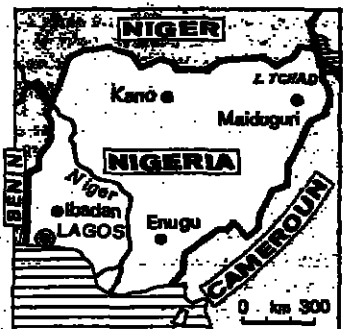 NIGER
L. TCHAD
Kano
Maiduguri
NIGERIA
BENIN
Niger
Ibadan
LAGOS
Enugu
CAMEROUN
0 km 300